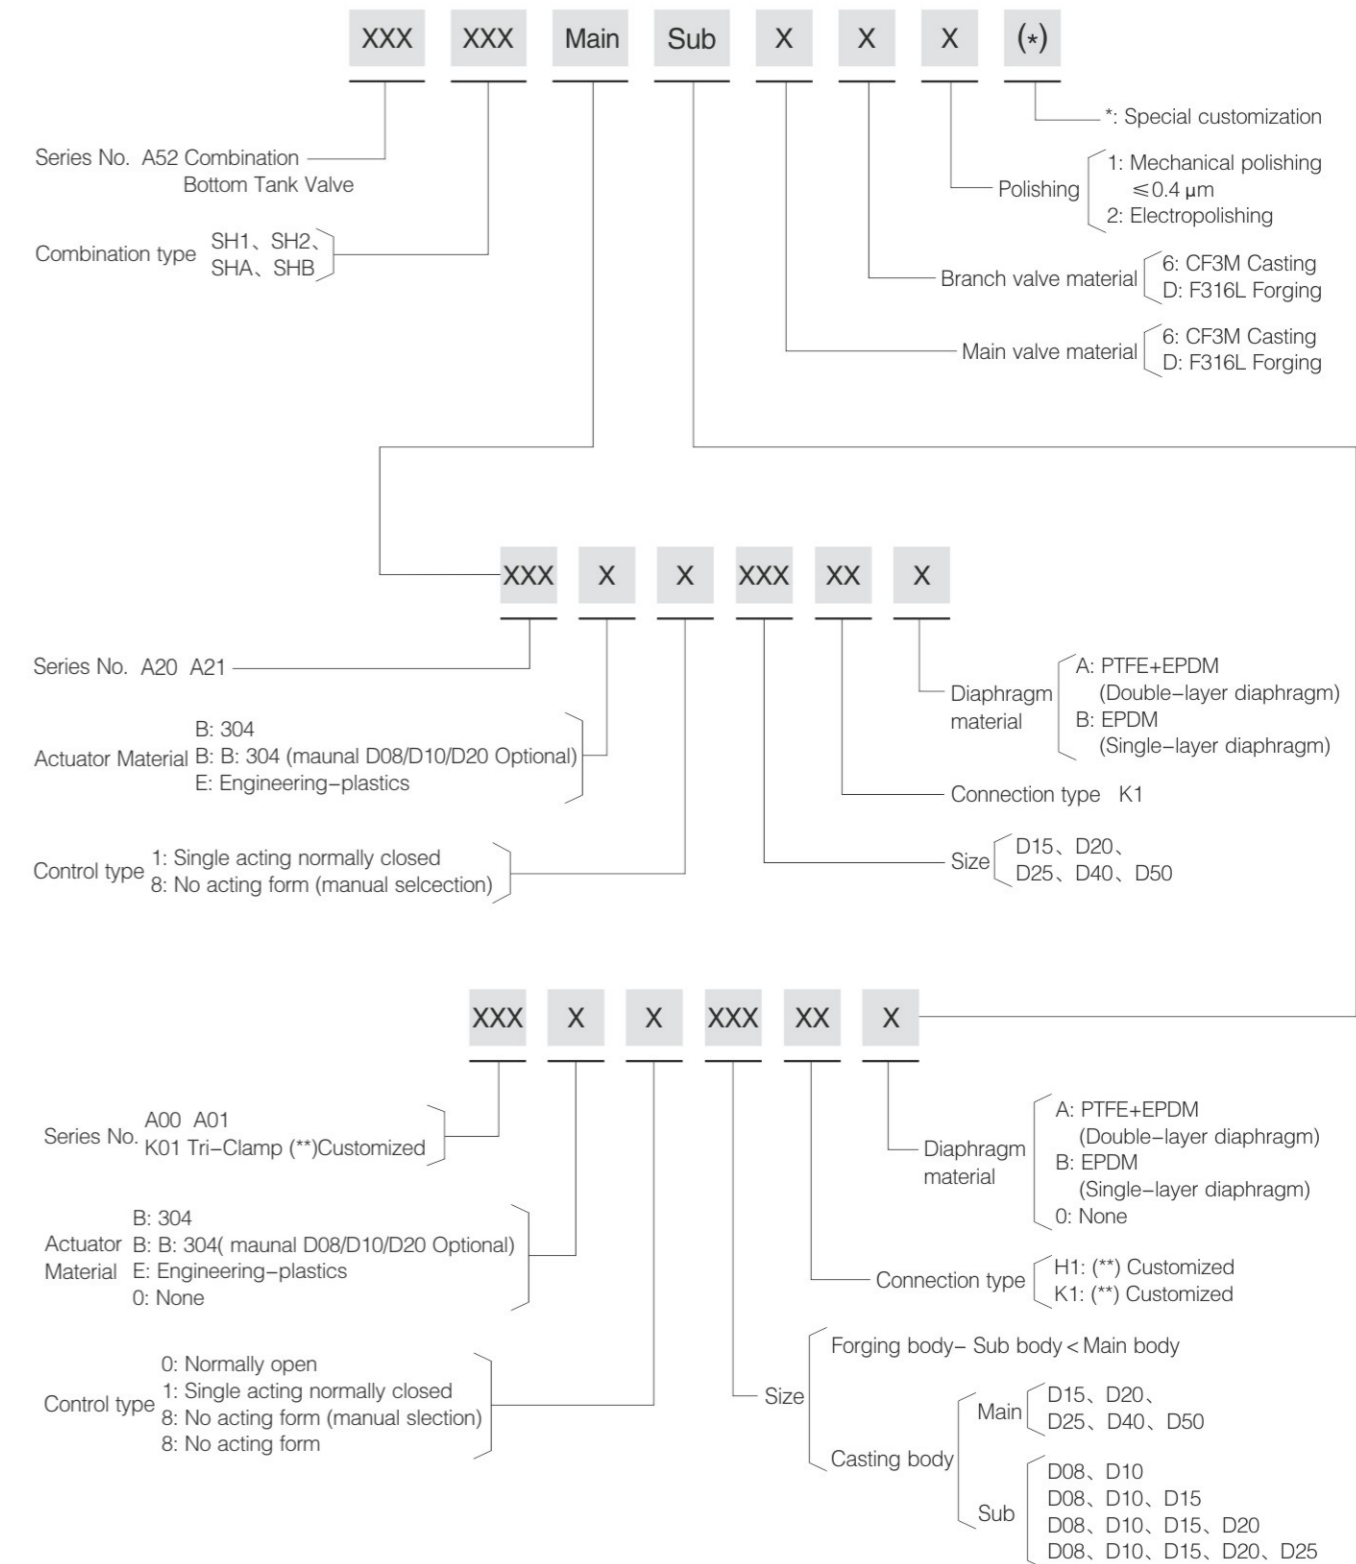 XXX XXX Main Sub X X X (*)
*: Special customization
Series No. A52 Combination
Bottom Tank Valve
Polishing
1: Mechanical polishing
≤0.4 μm
2: Electropolishing
Combination type
SH1、SH2、
SHA、SHB
Branch valve material
6: CF3M Casting
D: F316L Forging
Main valve material
6: CF3M Casting
D: F316L Forging
XXX X X XXX XX X
Series No. A20 A21
Diaphragm
material
A: PTFE+EPDM
(Double-layer diaphragm)
B: EPDM
(Single-layer diaphragm)
Actuator Material
B: 304
B: B: 304 (maunal D08/D10/D20 Optional)
E: Engineering-plastics
Connection type K1
Control type
1: Single acting normally closed
8: No acting form (manual selcection)
Size
D15、D20、
D25、D40、D50
XXX X X XXX XX X
Series No.
A00 A01
K01 Tri-Clamp (**)Customized
Diaphragm
material
A: PTFE+EPDM
(Double-layer diaphragm)
B: EPDM
(Single-layer diaphragm)
0: None
Actuator
Material
B: 304
B: B: 304( maunal D08/D10/D20 Optional)
E: Engineering-plastics
0: None
Connection type
H1: (**) Customized
K1: (**) Customized
Control type
0: Normally open
1: Single acting normally closed
8: No acting form (manual slection)
8: No acting form
Size
Forging body- Sub body < Main body
Casting body
Main
D15、D20、
D25、D40、D50
Sub
D08、D10
D08、D10、D15
D08、D10、D15、D20
D08、D10、D15、D20、D25